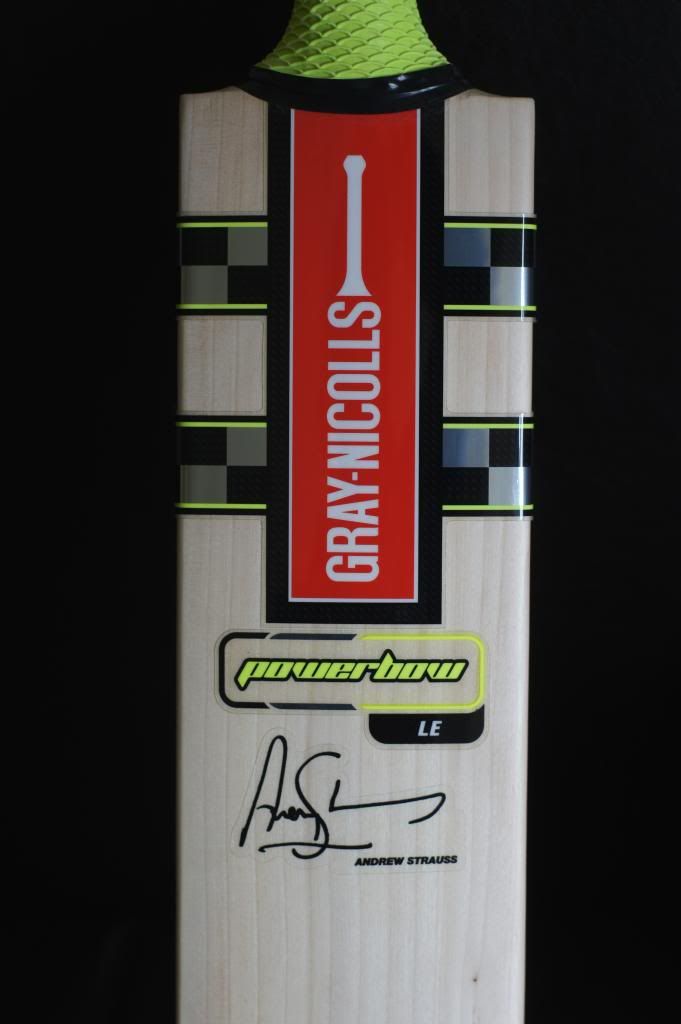 GRAY-NICOLLS
powerbow
LE
ANDREW STRAUSS